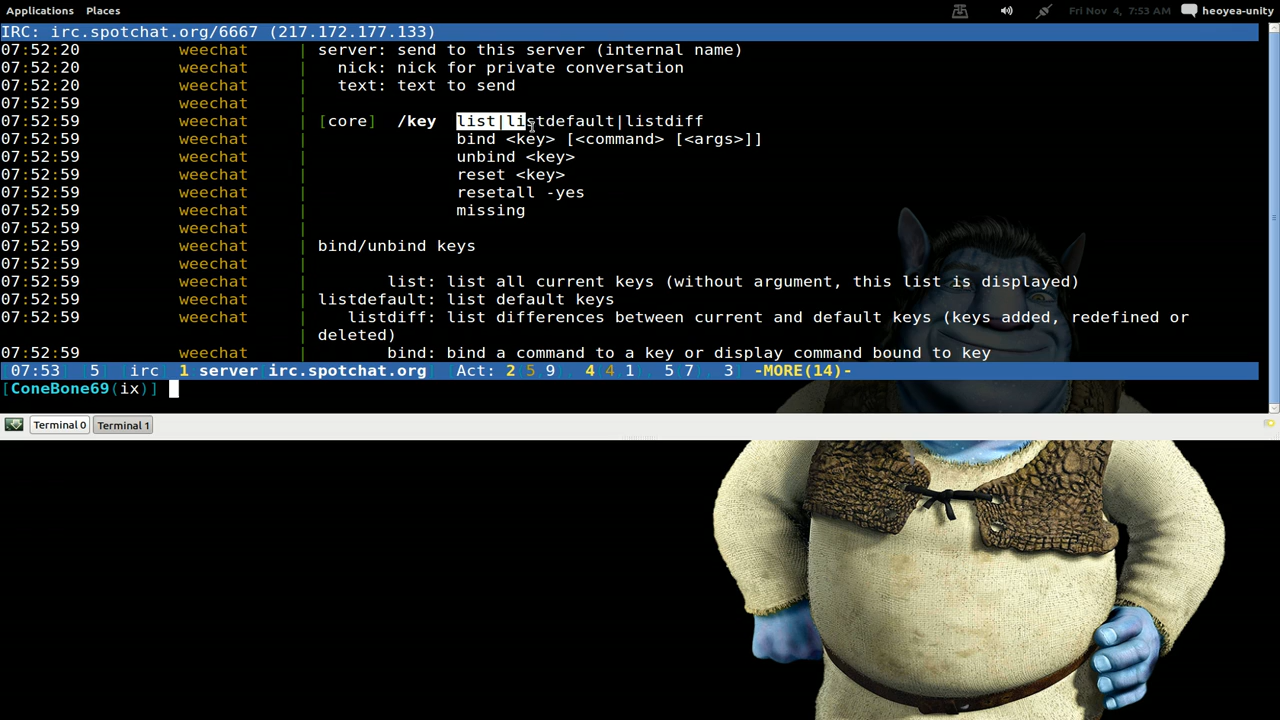 Applications Places Fri Nov 4, 7:53 AM heoyea-unity
IRC: irc.spotchat.org/6667 (217.172.177.133)
07:52:20 weechat | server: send to this server (internal name)
07:52:20 weechat | nick: nick for private conversation
07:52:20 weechat | text: text to send
07:52:59 weechat |
07:52:59 weechat | [core] /key list|listdefault|listdiff
07:52:59 weechat | bind <key> [<command> [<args>]]
07:52:59 weechat | unbind <key>
07:52:59 weechat | reset <key>
07:52:59 weechat | resetall -yes
07:52:59 weechat | missing
07:52:59 weechat |
07:52:59 weechat | bind/unbind keys
07:52:59 weechat |
07:52:59 weechat | list: list all current keys (without argument, this list is displayed)
07:52:59 weechat | listdefault: list default keys
07:52:59 weechat | listdiff: list differences between current and default keys (keys added, redefined or
| deleted)
07:52:59 weechat | bind: bind a command to a key or display command bound to key
[07:53] [5] [irc] 1 server[irc.spotchat.org] [Act: 2(5,9), 4(4,1), 5(7), 3] -MORE(14)-
[ConeBone69(ix)]
Terminal 0 Terminal 1